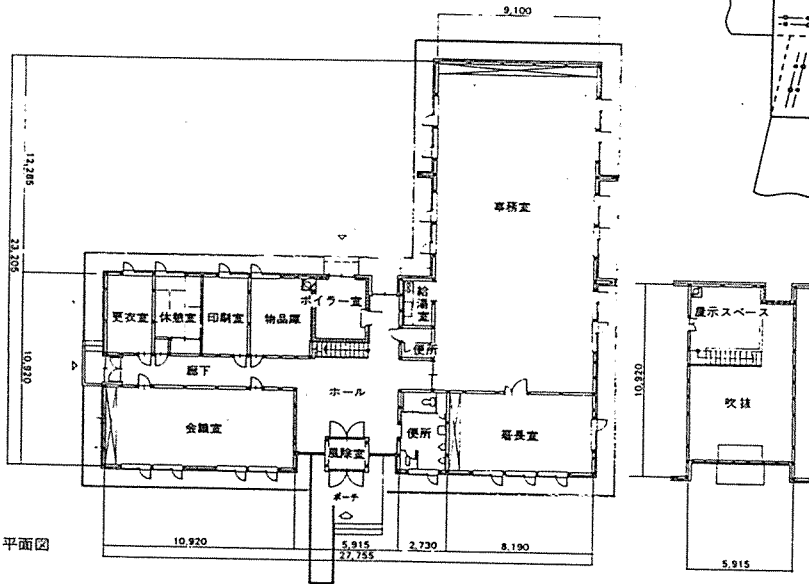 9,100
12,285
23,205
10,920
事務室
ボイラー室
給湯室
更衣室
休憩室
印刷室
物品庫
便所
廊下
ホール
会議室
風除室
便所
署長室
ポーチ
10,920
5,915
2,730
8,190
27,755
平面図
展示スペース
10,920
吹抜
5,915